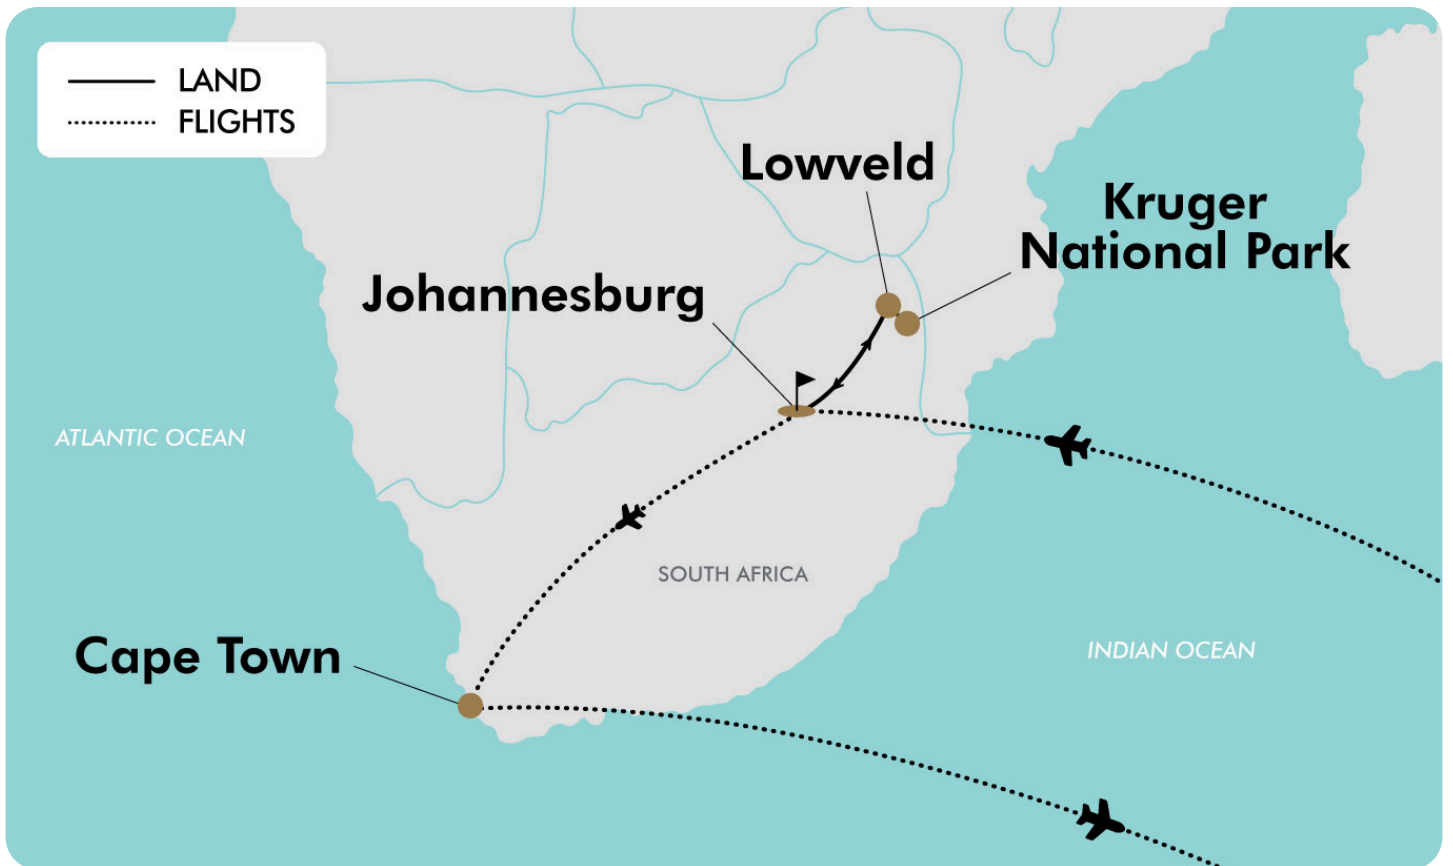 LAND
FLIGHTS
Lowveld
Kruger
National Park
Johannesburg
ATLANTIC OCEAN
SOUTH AFRICA
Cape Town
INDIAN OCEAN